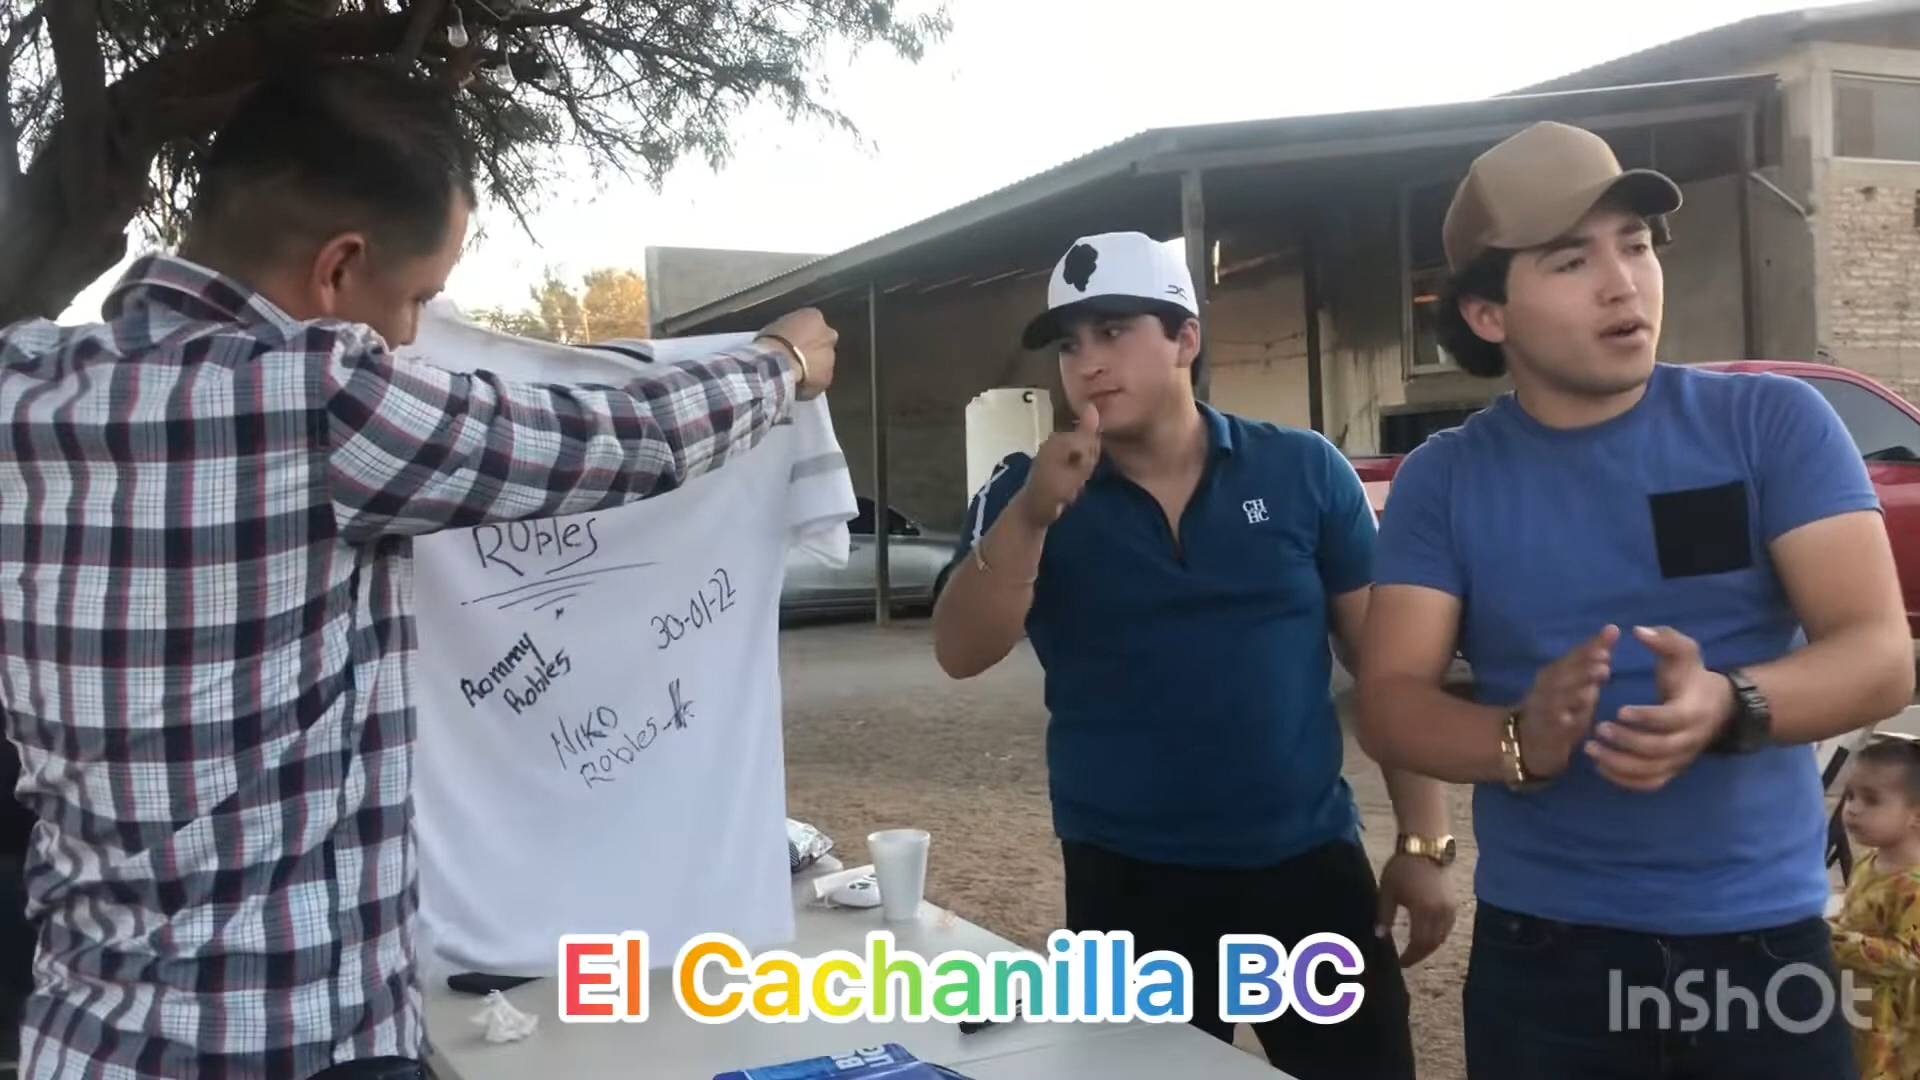 Robles
30-01-22
Rommy
Robles
NIKO
Robles
CH
HC
El Cachanilla BC
InShOt